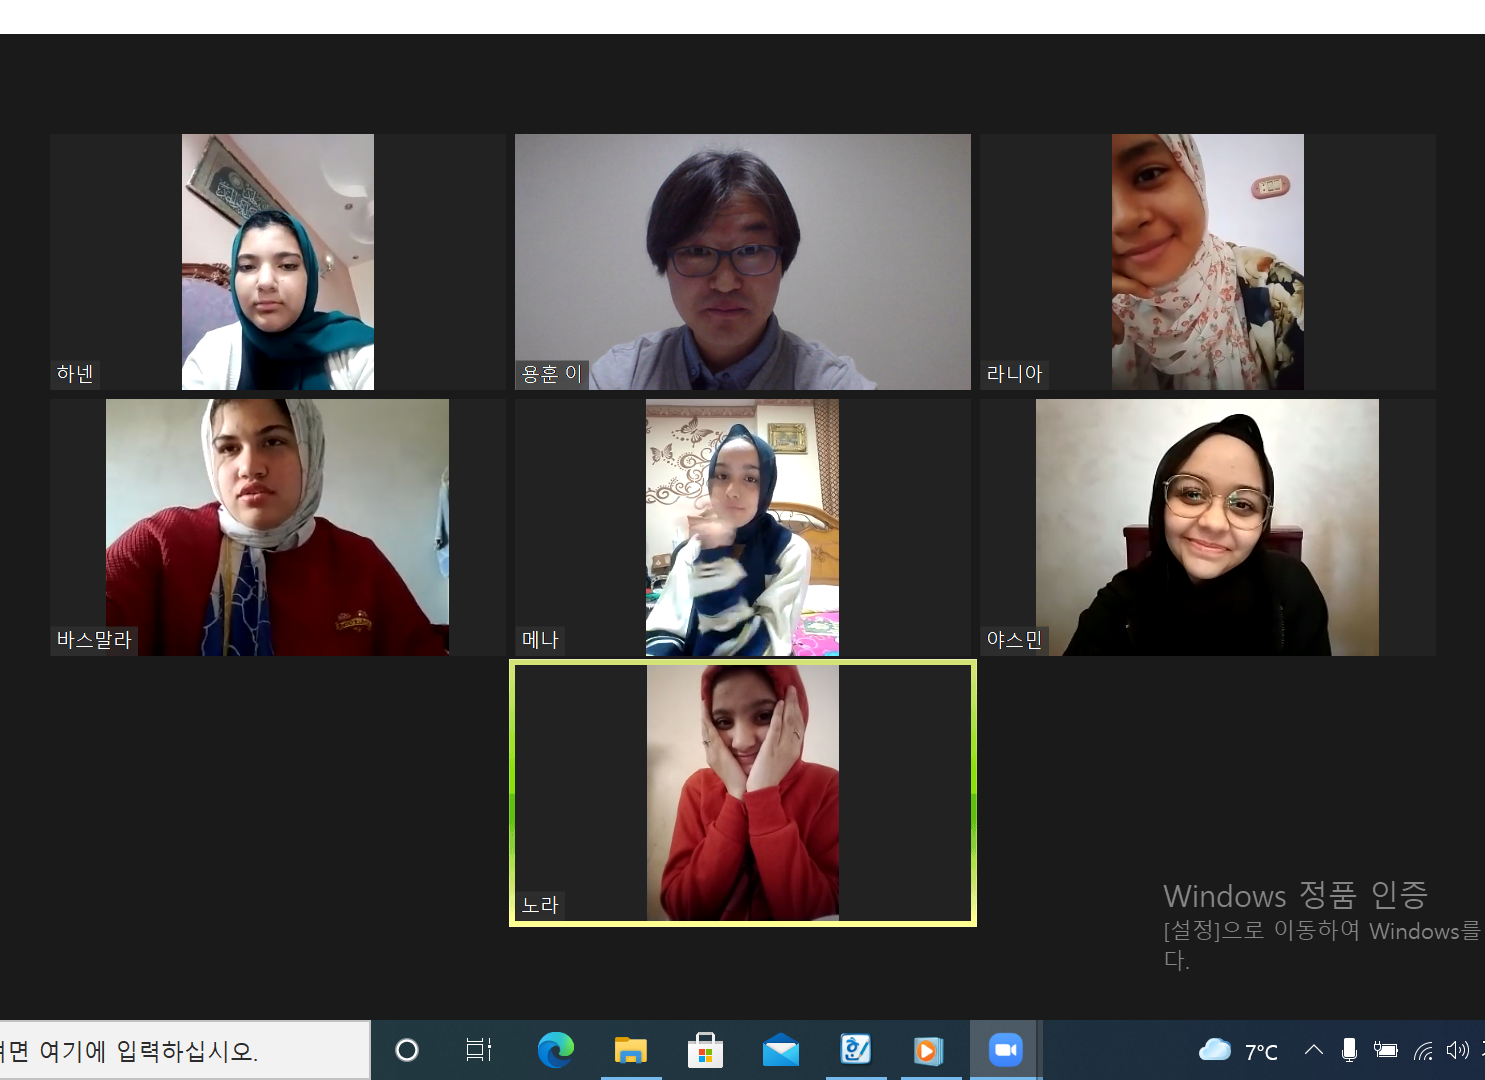 하넨
용훈 이
라니아
바스말라
메나
야스민
노라
Windows 정품 인증
[설정]으로 이동하여 Windows를
다.
면 여기에 입력하십시오.
7°C